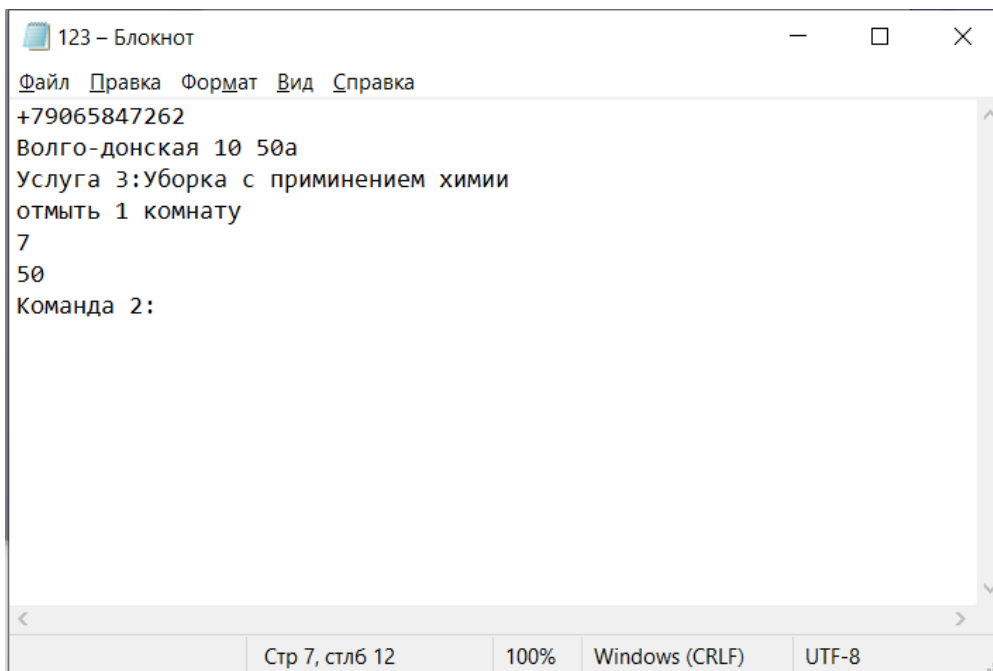 123 – Блокнот
Файл Правка Формат Вид Справка
+79065847262
Волго-донская 10 50а
Услуга 3:Уборка с приминением химии
отмыть 1 комнату
7
50
Команда 2:
Стр 7, стлб 12 100% Windows (CRLF) UTF-8